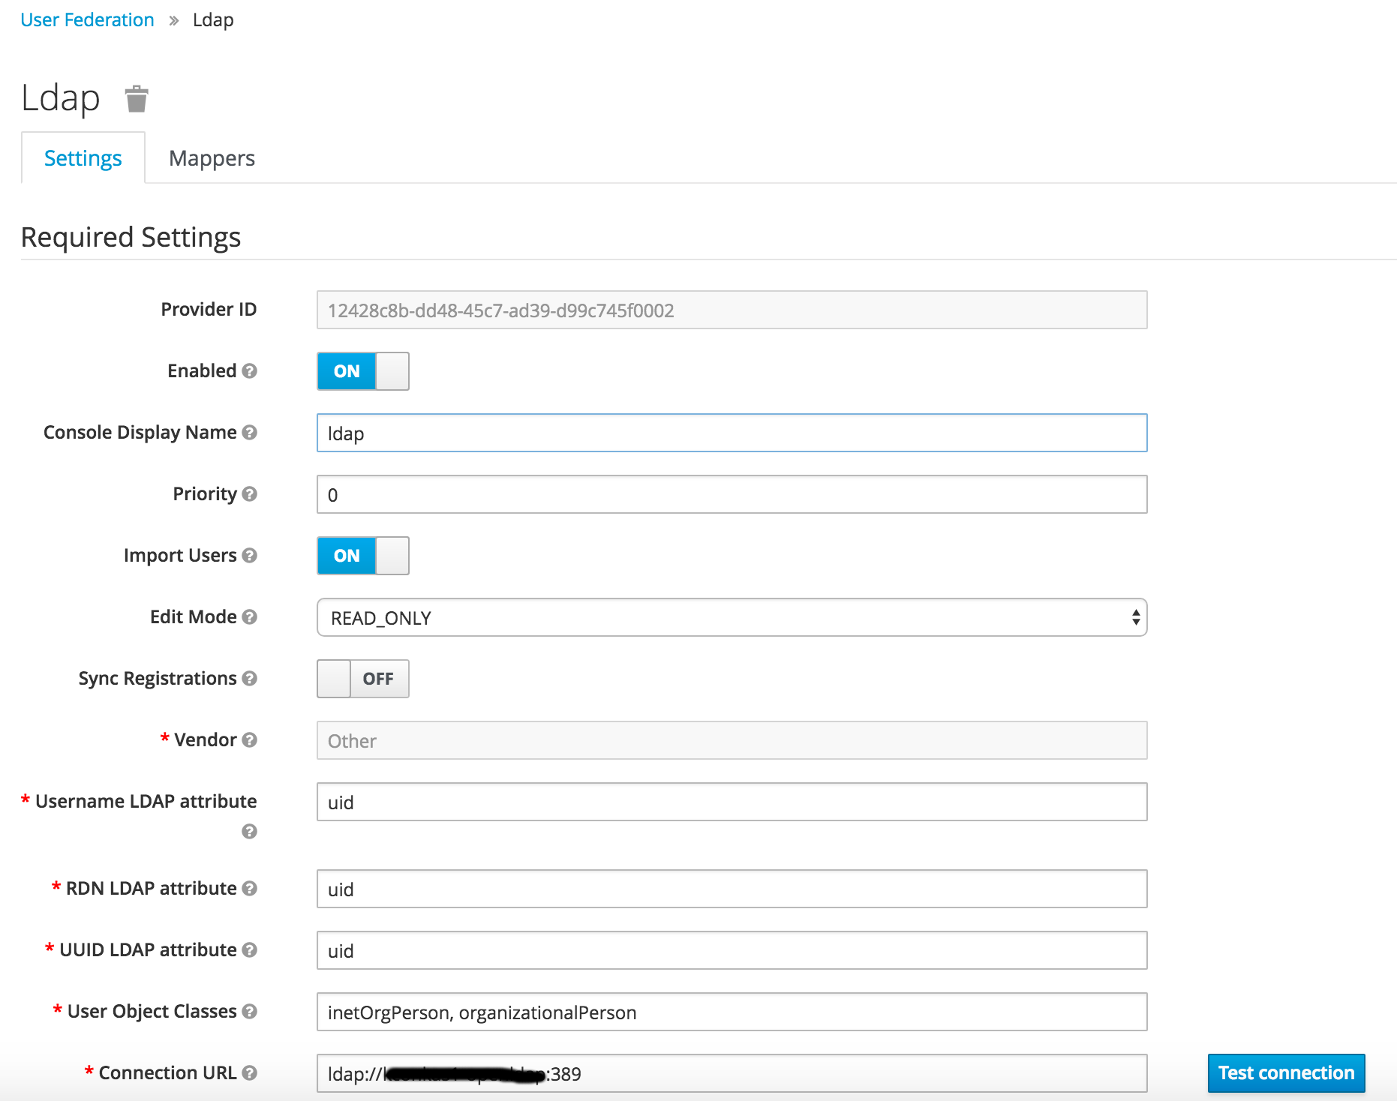 User Federation » Ldap
Ldap
Settings Mappers
Required Settings
Provider ID 12428c8b-dd48-45c7-ad39-d99c745f0002
Enabled ON
Console Display Name ldap
Priority 0
Import Users ON
Edit Mode READ_ONLY
Sync Registrations OFF
* Vendor Other
* Username LDAP attribute uid
* RDN LDAP attribute uid
* UUID LDAP attribute uid
* User Object Classes inetOrgPerson, organizationalPerson
* Connection URL ldap:// :389 Test connection